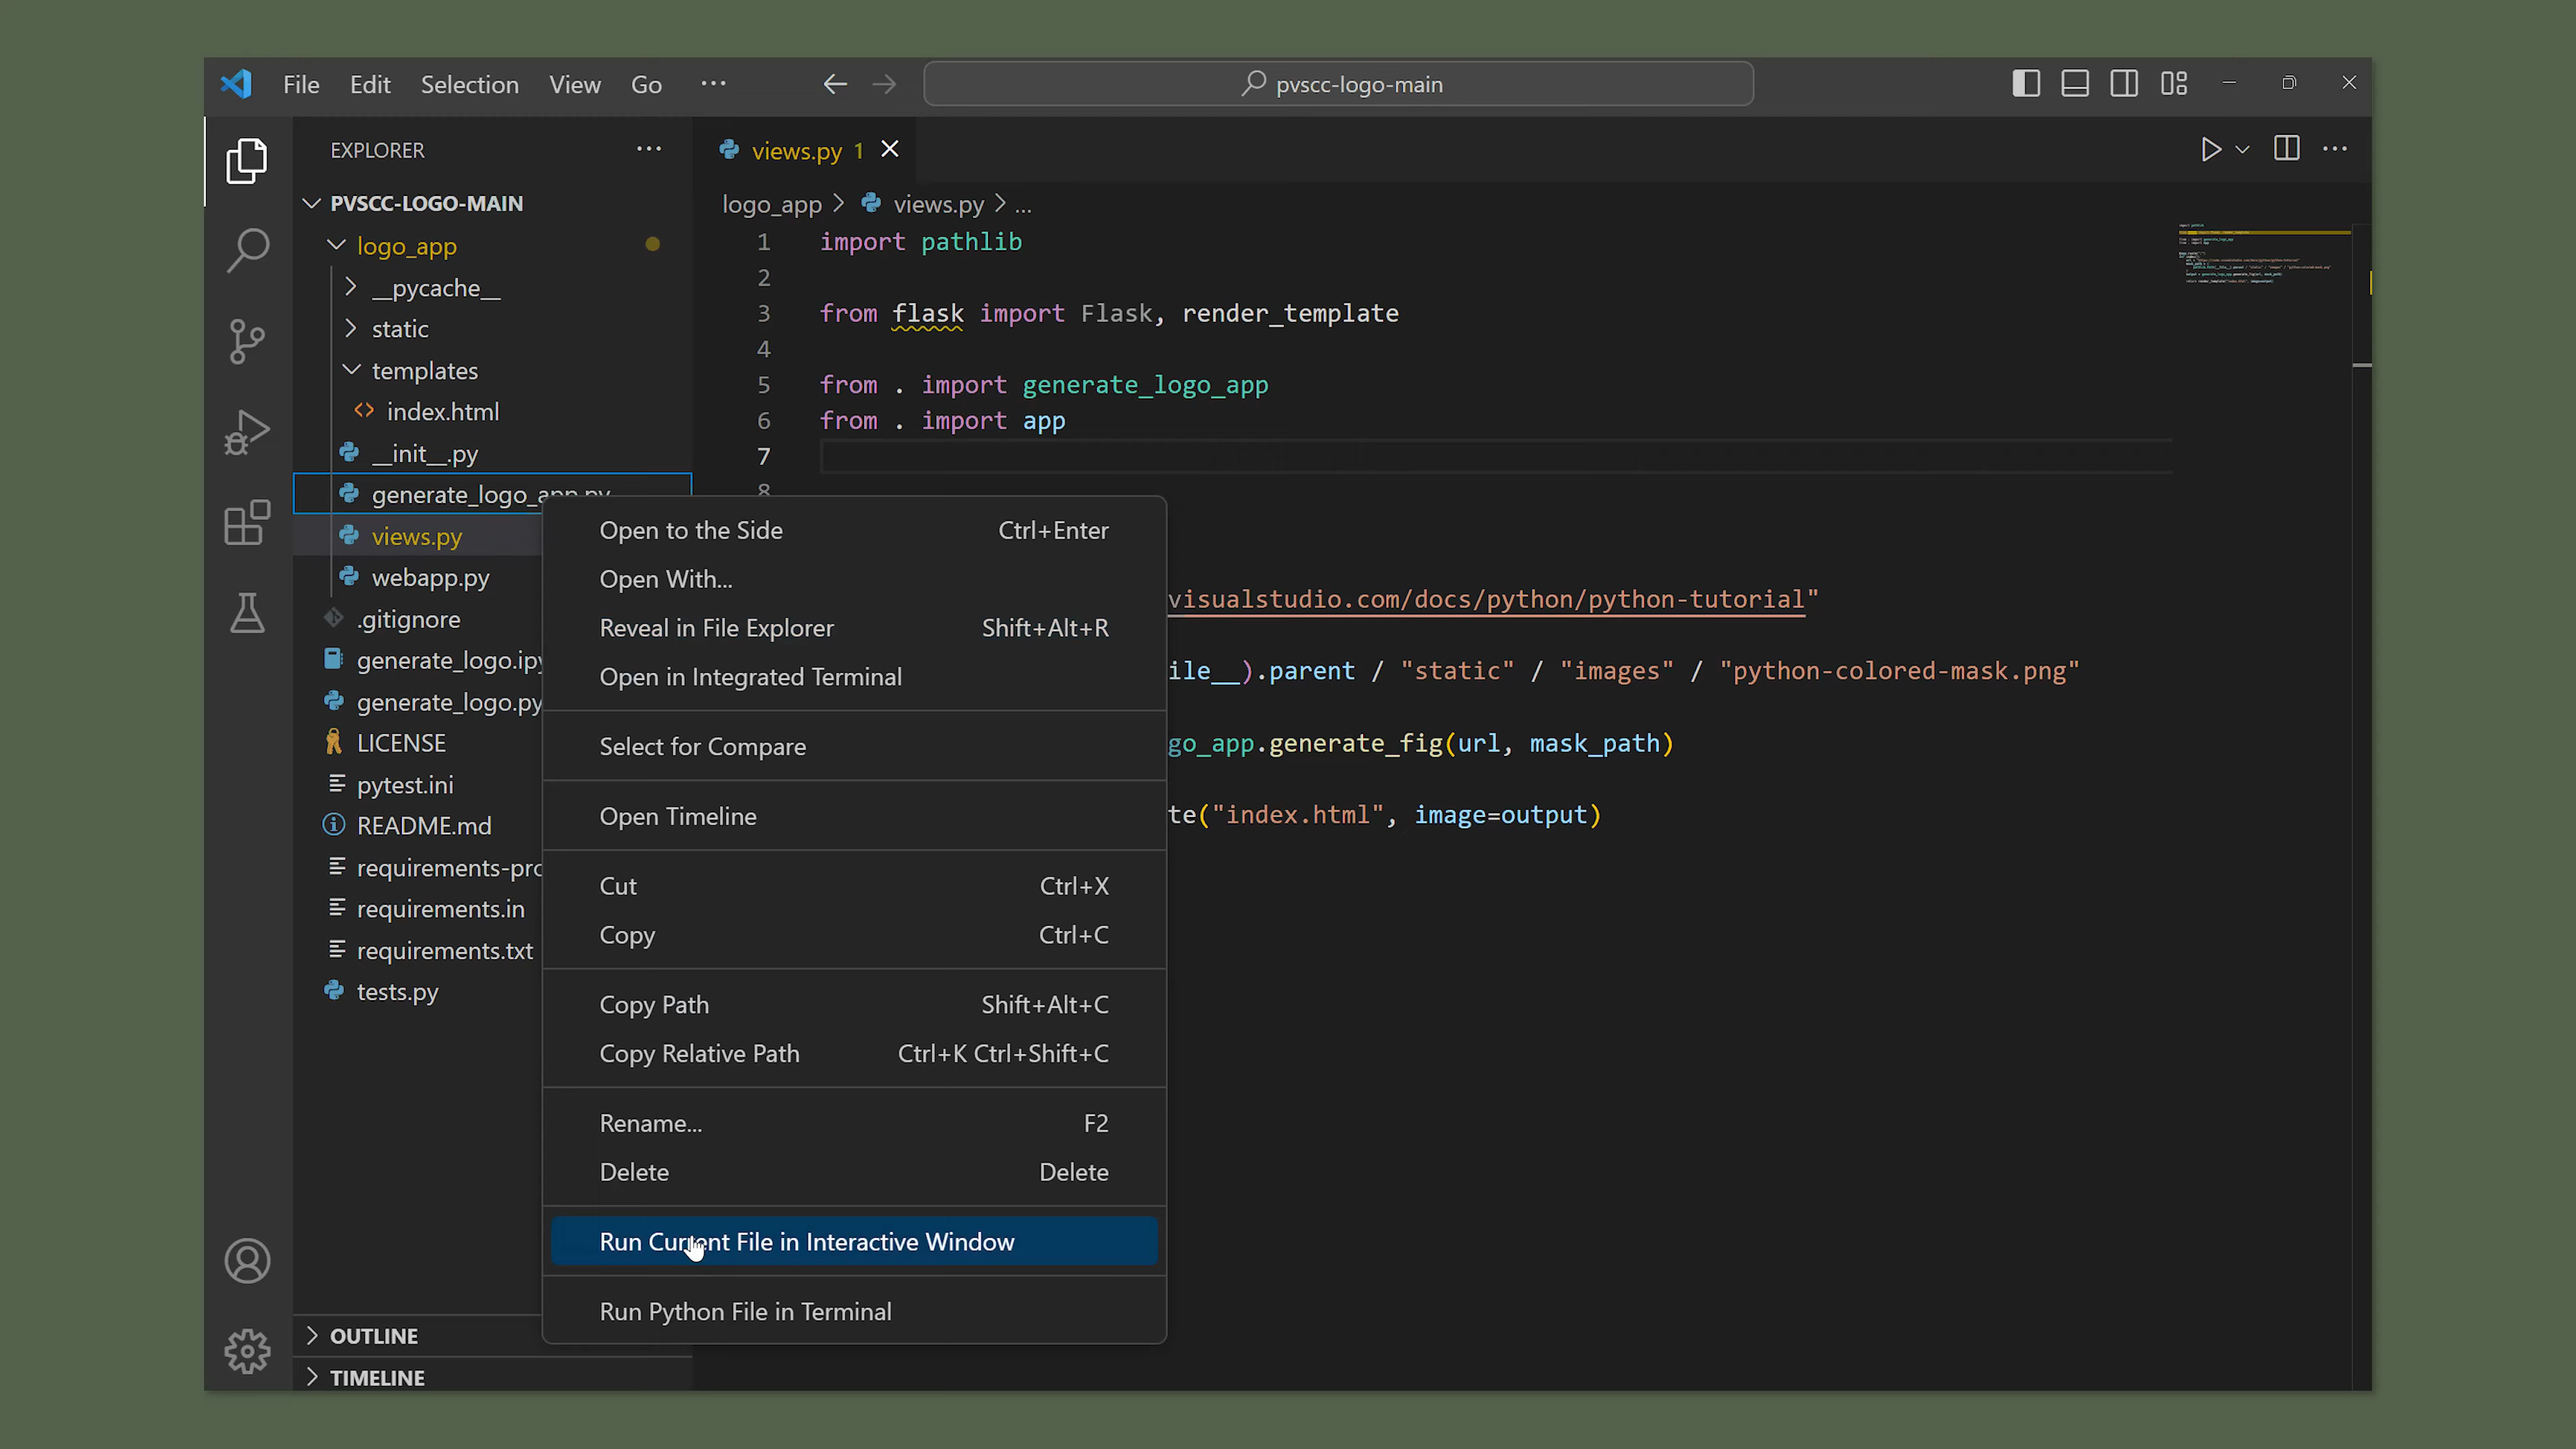 File Edit Selection View Go ··· pvscc-logo-main
EXPLORER ···
PVSCC-LOGO-MAIN
logo_app
__pycache__
static
templates
index.html
__init__.py
generate_logo_app.py
views.py
webapp.py
.gitignore
generate_logo.ipy
generate_logo.py
LICENSE
pytest.ini
README.md
requirements-pro
requirements.in
requirements.txt
tests.py
OUTLINE
TIMELINE
views.py 1
logo_app > views.py > ...
1 import pathlib
2
3 from flask import Flask, render_template
4
5 from . import generate_logo_app
6 from . import app
7
8
visualstudio.com/docs/python/python-tutorial"
ile__).parent / "static" / "images" / "python-colored-mask.png"
go_app.generate_fig(url, mask_path)
te("index.html", image=output)
Open to the Side Ctrl+Enter
Open With...
Reveal in File Explorer Shift+Alt+R
Open in Integrated Terminal
Select for Compare
Open Timeline
Cut Ctrl+X
Copy Ctrl+C
Copy Path Shift+Alt+C
Copy Relative Path Ctrl+K Ctrl+Shift+C
Rename... F2
Delete Delete
Run Current File in Interactive Window
Run Python File in Terminal